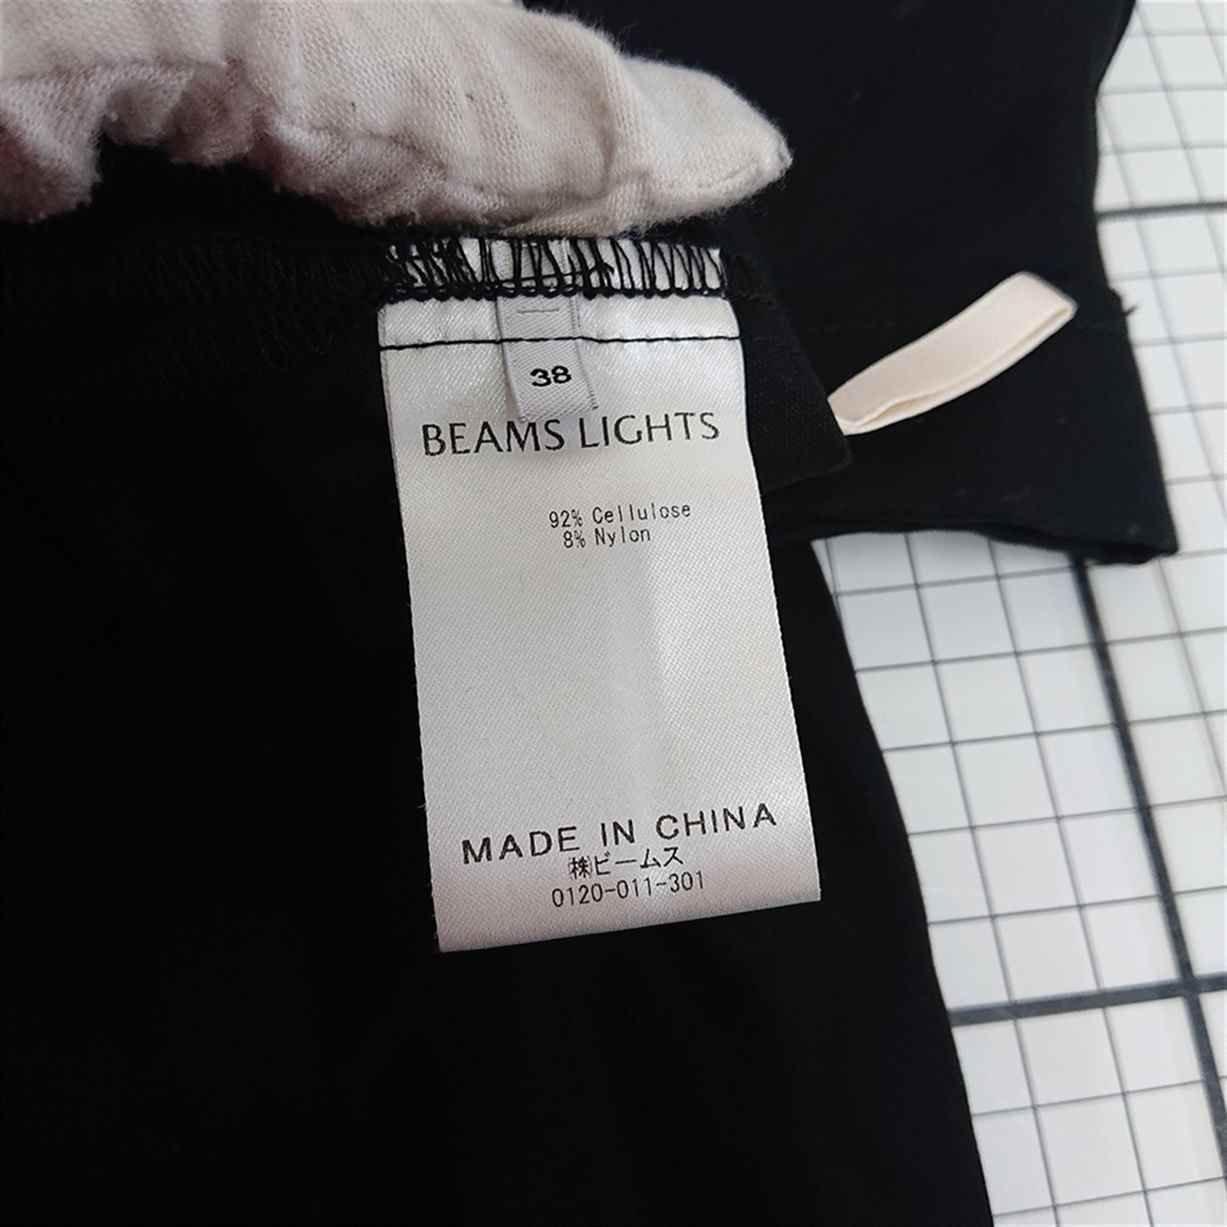 38
BEAMS LIGHTS
92% Cellulose
8% Nylon
MADE IN CHINA
㈱ビームス
0120-011-301